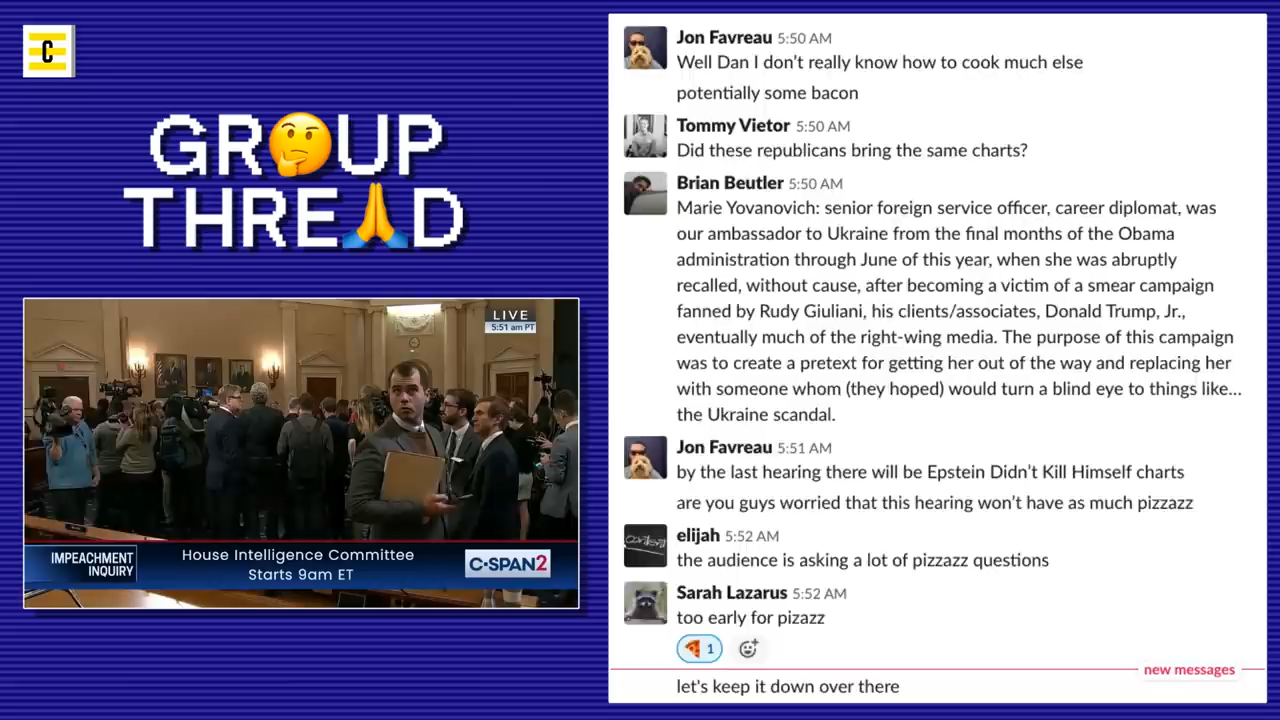 C
GR🤔UP
THRE🙏D
LIVE
5:51 am PT
IMPEACHMENT
INQUIRY
House Intelligence Committee
Starts 9am ET
C-SPAN2
Jon Favreau 5:50 AM
Well Dan I don't really know how to cook much else
potentially some bacon
Tommy Vietor 5:50 AM
Did these republicans bring the same charts?
Brian Beutler 5:50 AM
Marie Yovanovich: senior foreign service officer, career diplomat, was
our ambassador to Ukraine from the final months of the Obama
administration through June of this year, when she was abruptly
recalled, without cause, after becoming a victim of a smear campaign
fanned by Rudy Giuliani, his clients/associates, Donald Trump, Jr.,
eventually much of the right-wing media. The purpose of this campaign
was to create a pretext for getting her out of the way and replacing her
with someone whom (they hoped) would turn a blind eye to things like…
the Ukraine scandal.
Jon Favreau 5:51 AM
by the last hearing there will be Epstein Didn't Kill Himself charts
are you guys worried that this hearing won't have as much pizzazz
elijah 5:52 AM
the audience is asking a lot of pizzazz questions
Sarah Lazarus 5:52 AM
too early for pizazz
🍕 1
new messages
let's keep it down over there